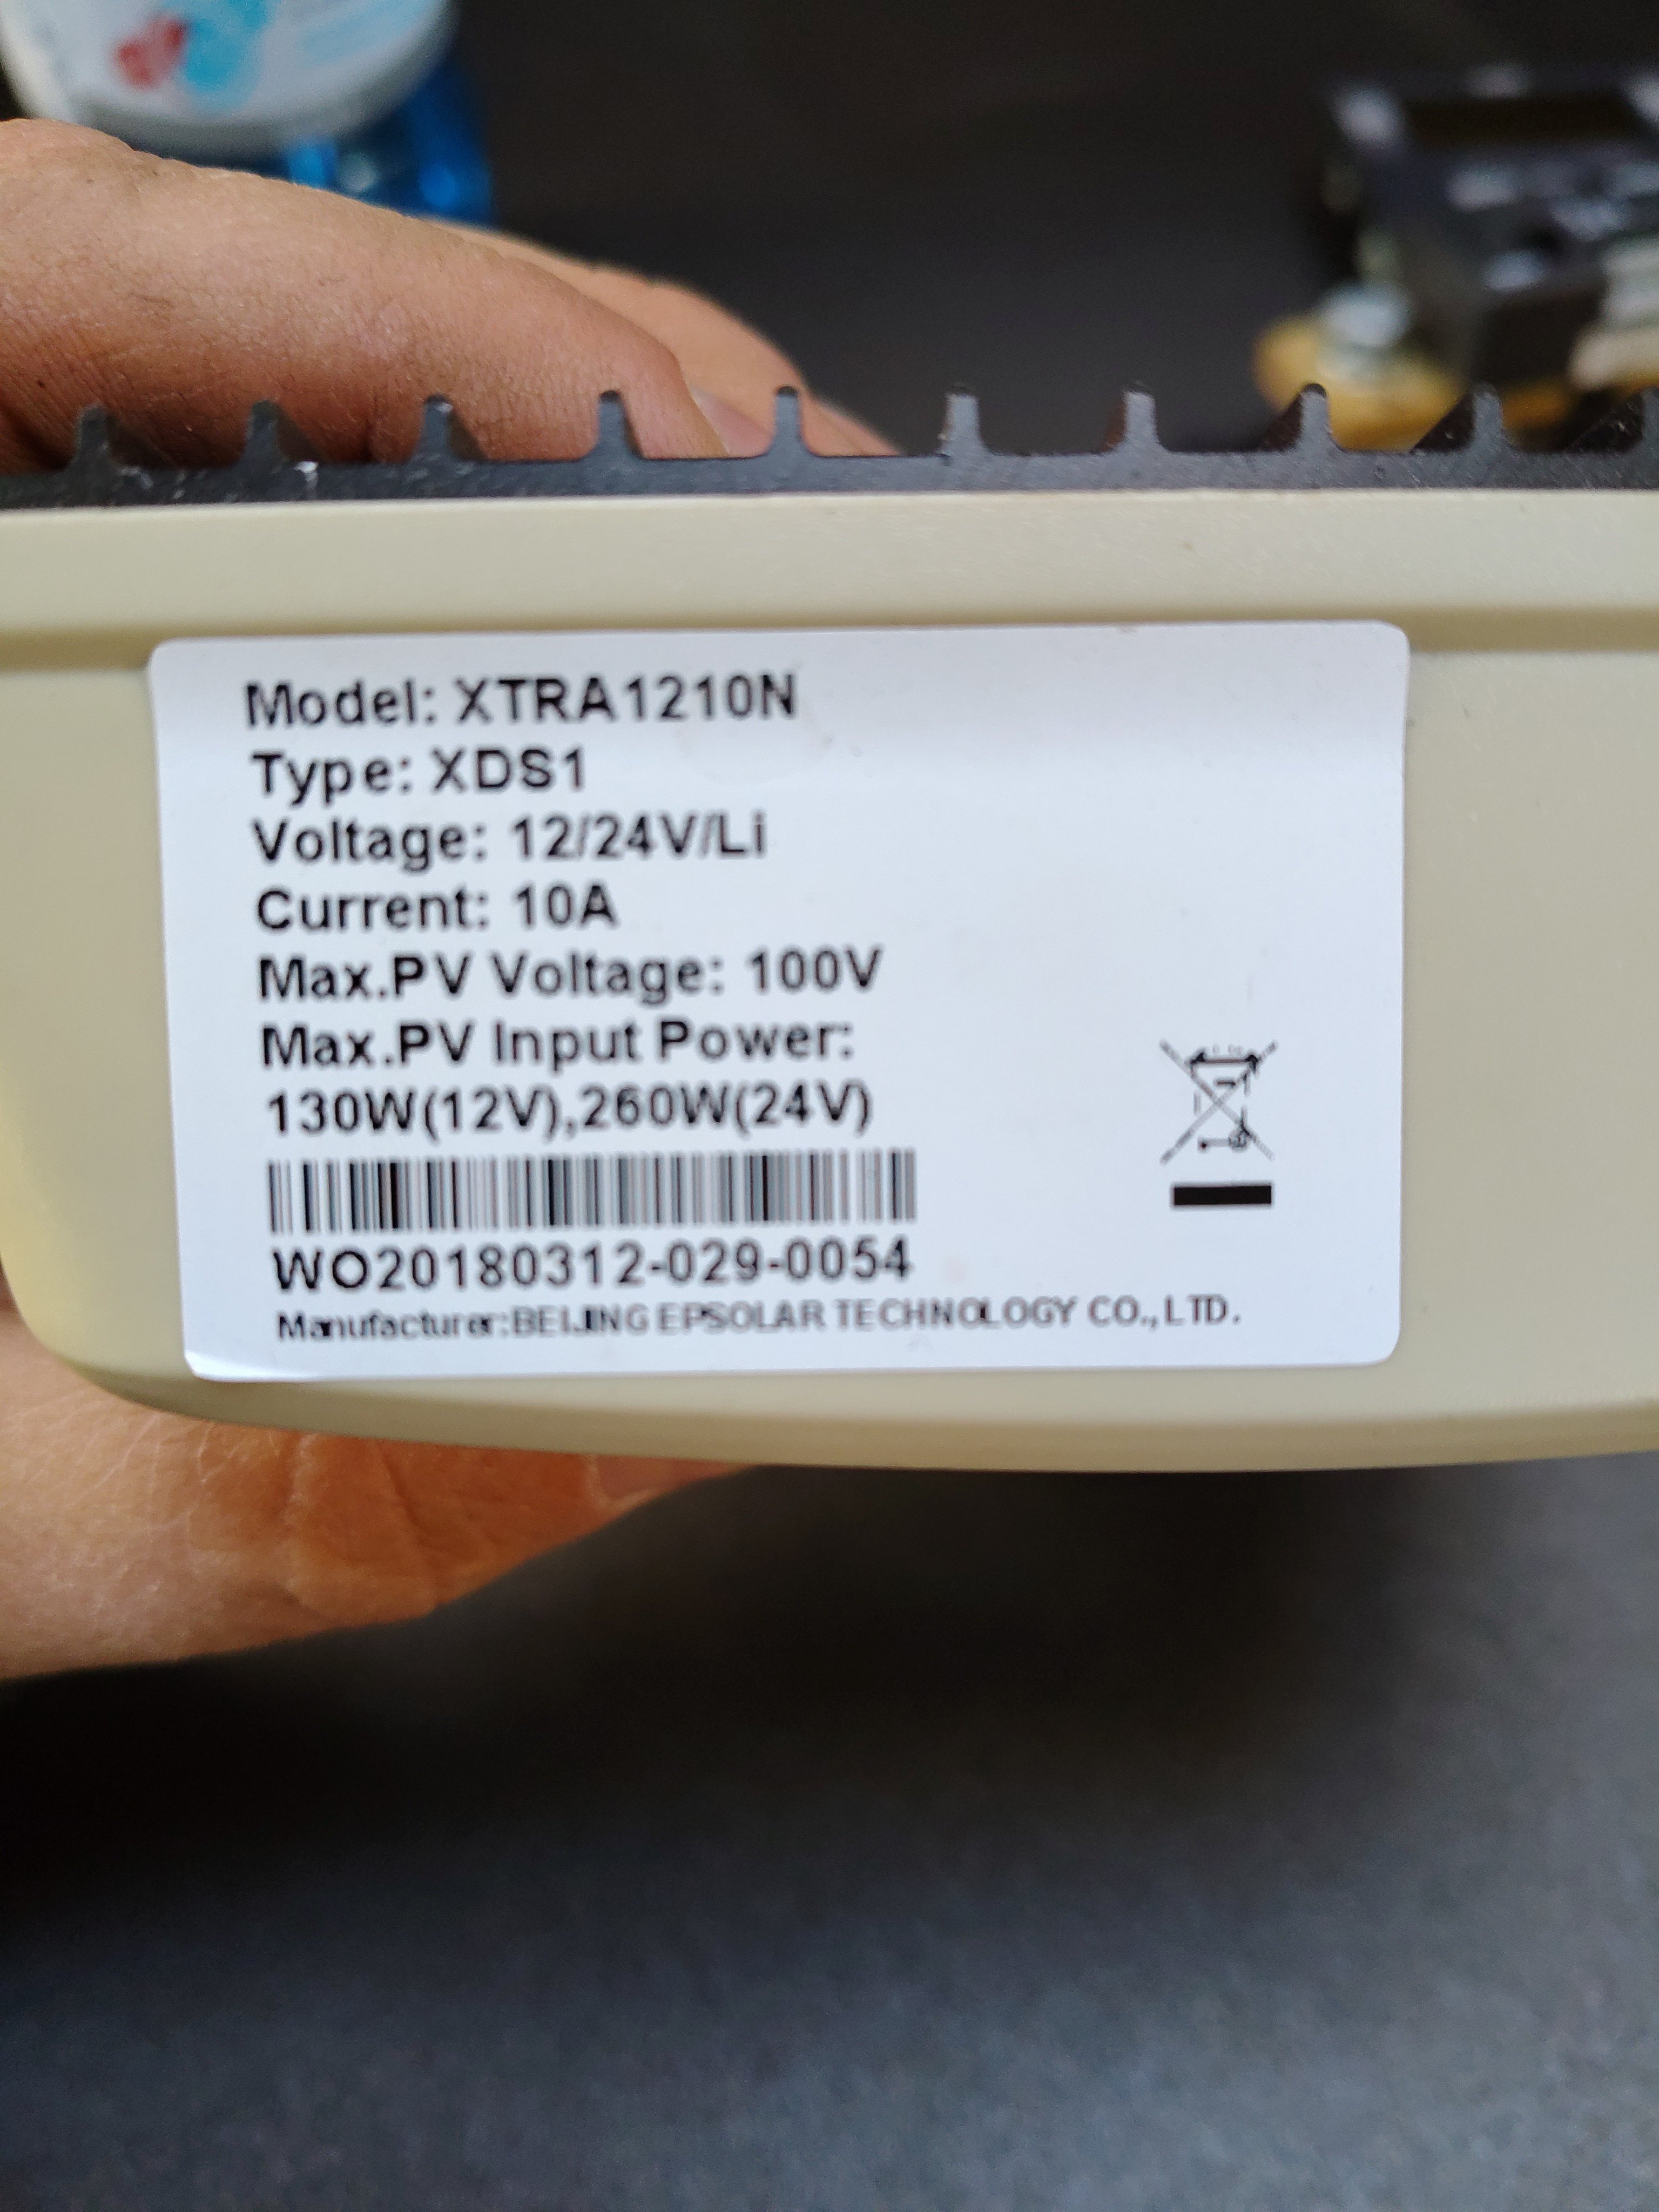 Model: XTRA1210N
Type: XDS1
Voltage: 12/24V/Li
Current: 10A
Max.PV Voltage: 100V
Max.PV Input Power:
130W(12V),260W(24V)
WO20180312-029-0054
Manufacturer:BEIJING EPSOLAR TECHNOLOGY CO.,LTD.